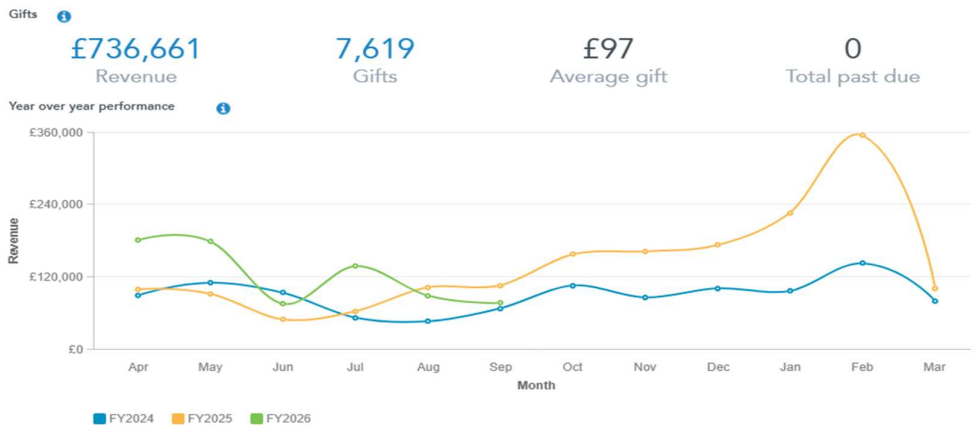 Gifts
£736,661 7,619 £97 0
Revenue Gifts Average gift Total past due
Year over year performance
£360,000
£240,000
£120,000
£0
Revenue
Apr May Jun Jul Aug Sep Oct Nov Dec Jan Feb Mar
Month
FY2024 FY2025 FY2026